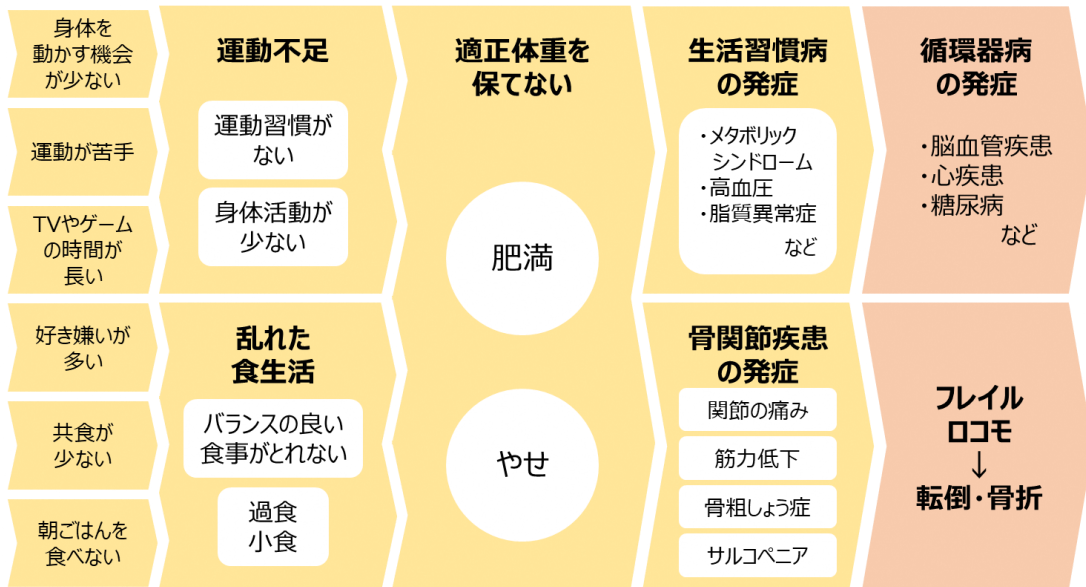 身体を
動かす機会
が少ない
運動が苦手
TVやゲーム
の時間が
長い
好き嫌いが
多い
共食が
少ない
朝ごはんを
食べない
運動不足
運動習慣が
ない
身体活動が
少ない
乱れた
食生活
バランスの良い
食事がとれない
過食
小食
適正体重を
保てない
肥満
やせ
生活習慣病
の発症
・メタボリック
シンドローム
・高血圧
・脂質異常症
など
骨関節疾患
の発症
関節の痛み
筋力低下
骨粗しょう症
サルコペニア
循環器病
の発症
・脳血管疾患
・心疾患
・糖尿病
など
フレイル
ロコモ
↓
転倒・骨折